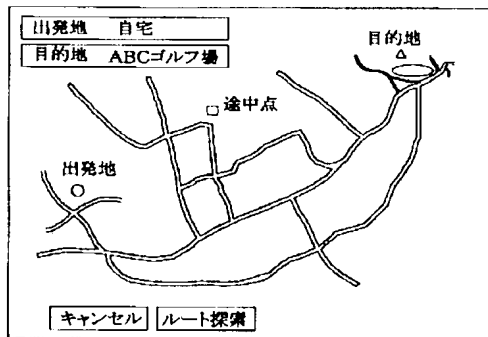 出発地 自宅
目的地 ABCゴルフ場
目的地
途中点
出発地
キャンセル ルート探索